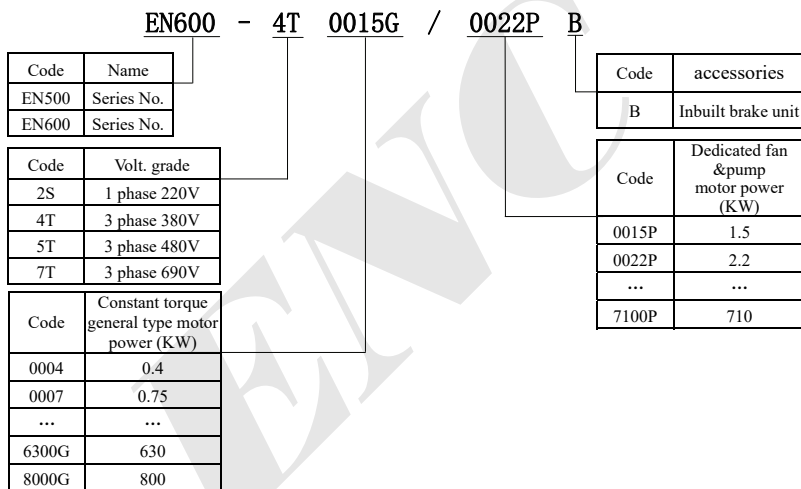 EN600 - 4T 0015G / 0022P B
Code Name
EN500 Series No.
EN600 Series No.
Code Volt. grade
2S 1 phase 220V
4T 3 phase 380V
5T 3 phase 480V
7T 3 phase 690V
Code Constant torque
general type motor
power (KW)
0004 0.4
0007 0.75
... ...
6300G 630
8000G 800
Code accessories
B Inbuilt brake unit
Code Dedicated fan
&pump
motor power
(KW)
0015P 1.5
0022P 2.2
... ...
7100P 710
ENC